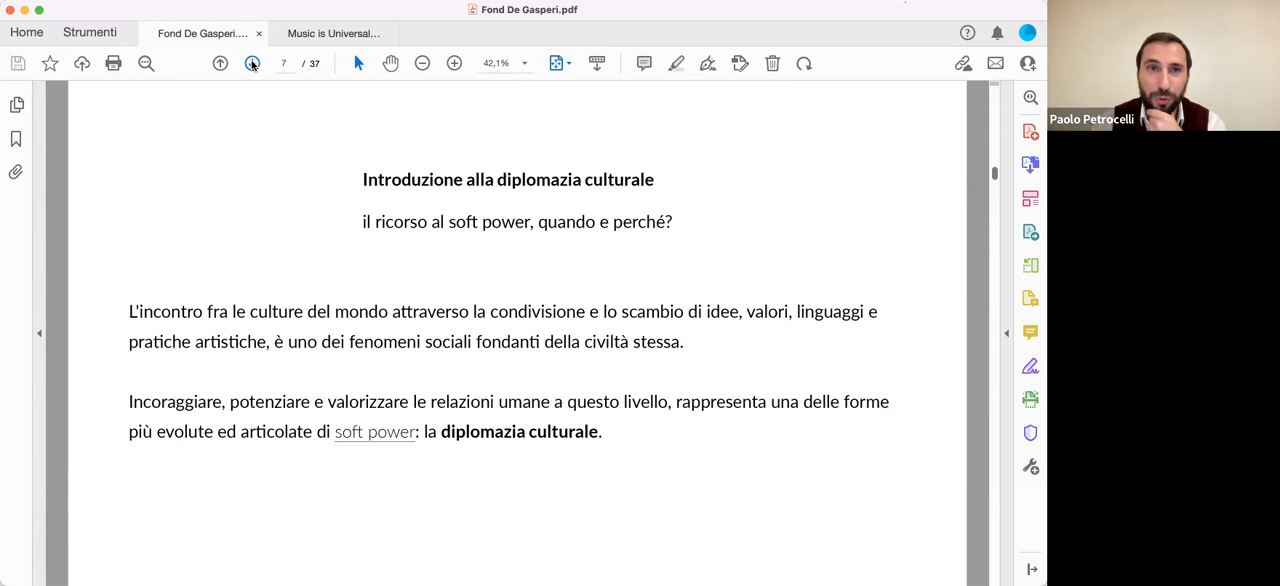 Fond De Gasperi.pdf
Home
Strumenti
Fond De Gasperi....
×
Music is Universal...
7 / 37
42,1%
Paolo Petrocelli
Introduzione alla diplomazia culturale
il ricorso al soft power, quando e perché?
L'incontro fra le culture del mondo attraverso la condivisione e lo scambio di idee, valori, linguaggi e
pratiche artistiche, è uno dei fenomeni sociali fondanti della civiltà stessa.
Incoraggiare, potenziare e valorizzare le relazioni umane a questo livello, rappresenta una delle forme
più evolute ed articolate di soft power: la diplomazia culturale.